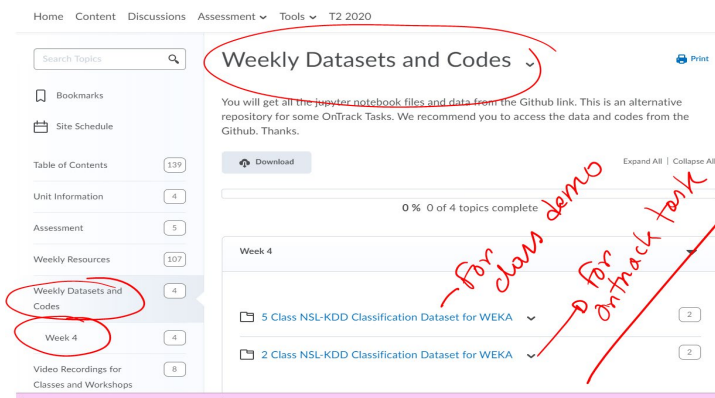 Home Content Discussions Assessment Tools T2 2020
Search Topics
Bookmarks
Site Schedule
Table of Contents 139
Unit Information 4
Assessment 5
Weekly Resources 107
Weekly Datasets and
Codes 4
Week 4 4
Video Recordings for
Classes and Workshops 8
Weekly Datasets and Codes
Print
You will get all the jupyter notebook files and data from the Github link. This is an alternative
repository for some OnTrack Tasks. We recommend you to access the data and codes from the
Github. Thanks.
Download
Expand All | Collapse All
0 % 0 of 4 topics complete
Week 4
5 Class NSL-KDD Classification Dataset for WEKA 2
2 Class NSL-KDD Classification Dataset for WEKA 2
for
class demo
for
ontrack task